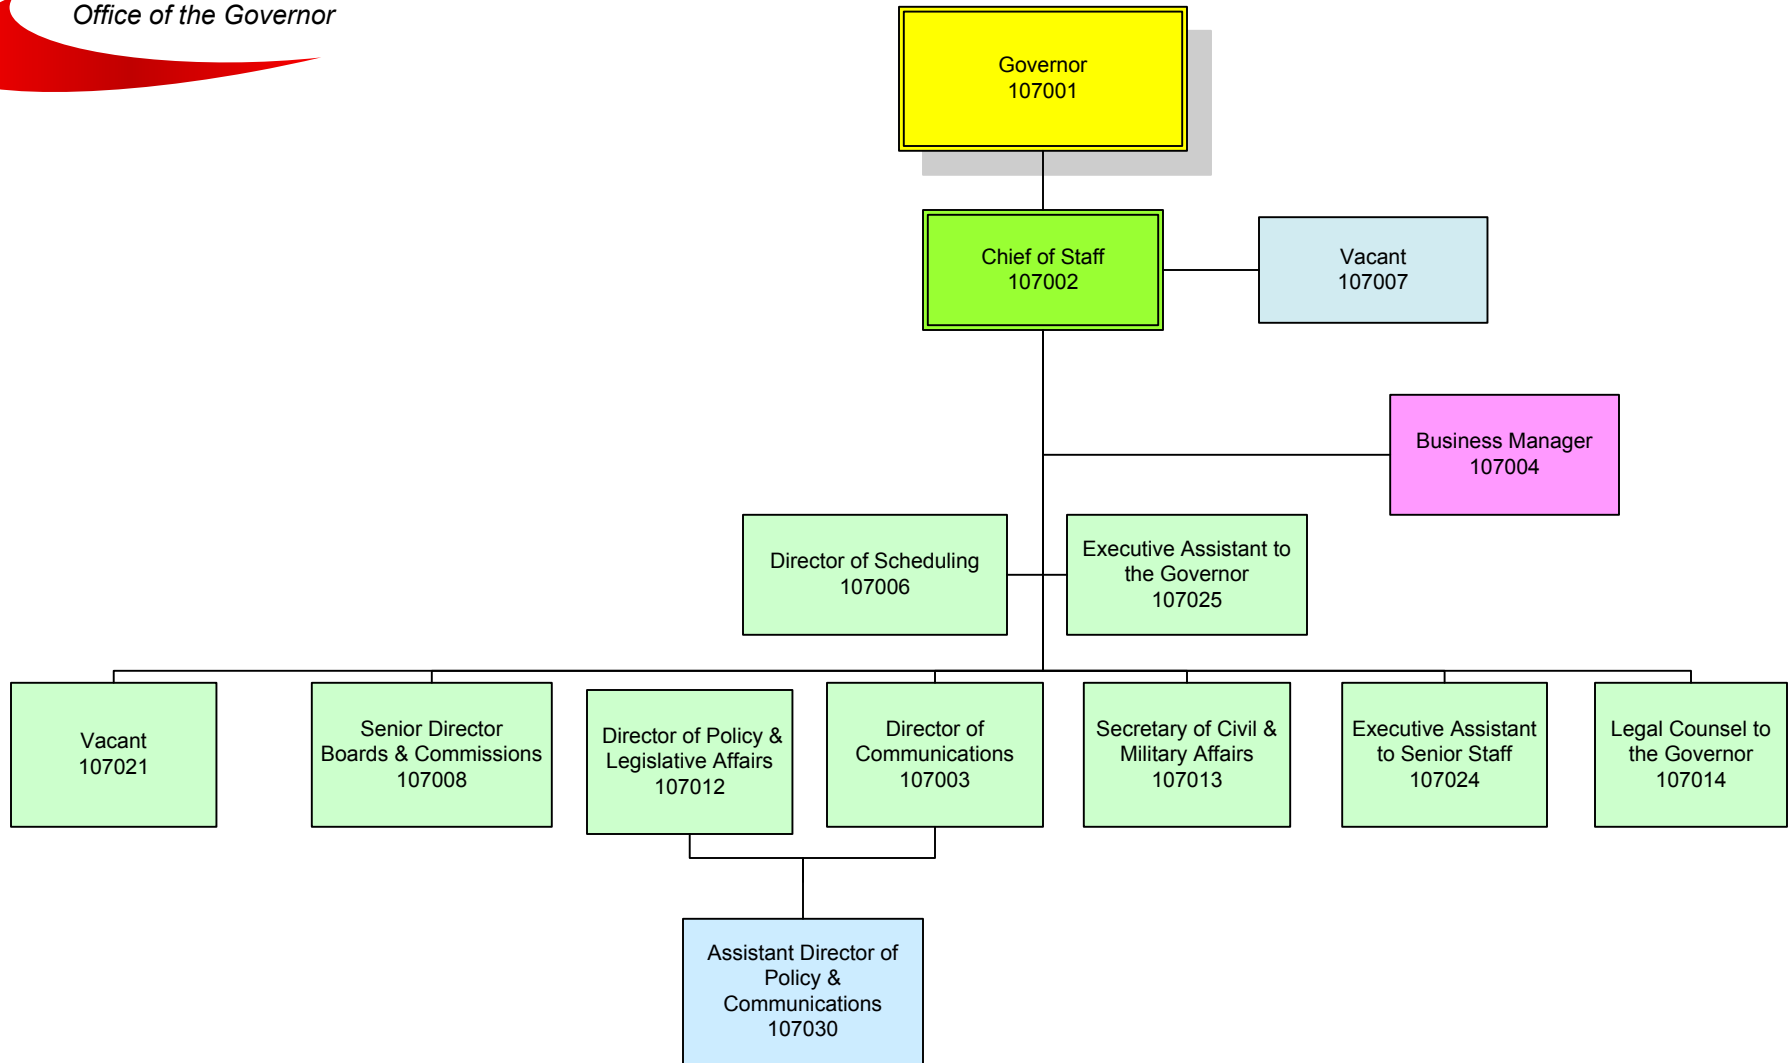 Office of the Governor
Governor
107001
Chief of Staff
107002
Vacant
107007
Business Manager
107004
Director of Scheduling
107006
Executive Assistant to
the Governor
107025
Vacant
107021
Senior Director
Boards & Commissions
107008
Director of Policy &
Legislative Affairs
107012
Director of
Communications
107003
Secretary of Civil &
Military Affairs
107013
Executive Assistant
to Senior Staff
107024
Legal Counsel to
the Governor
107014
Assistant Director of
Policy &
Communications
107030